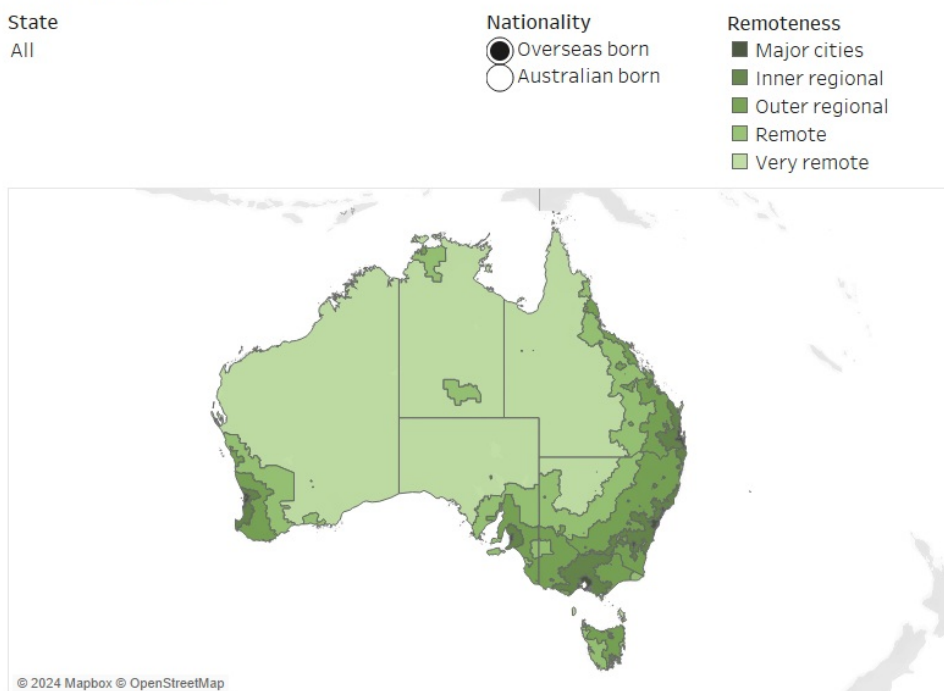 State
All
Nationality
Overseas born
Australian born
Remoteness
Major cities
Inner regional
Outer regional
Remote
Very remote
© 2024 Mapbox © OpenStreetMap